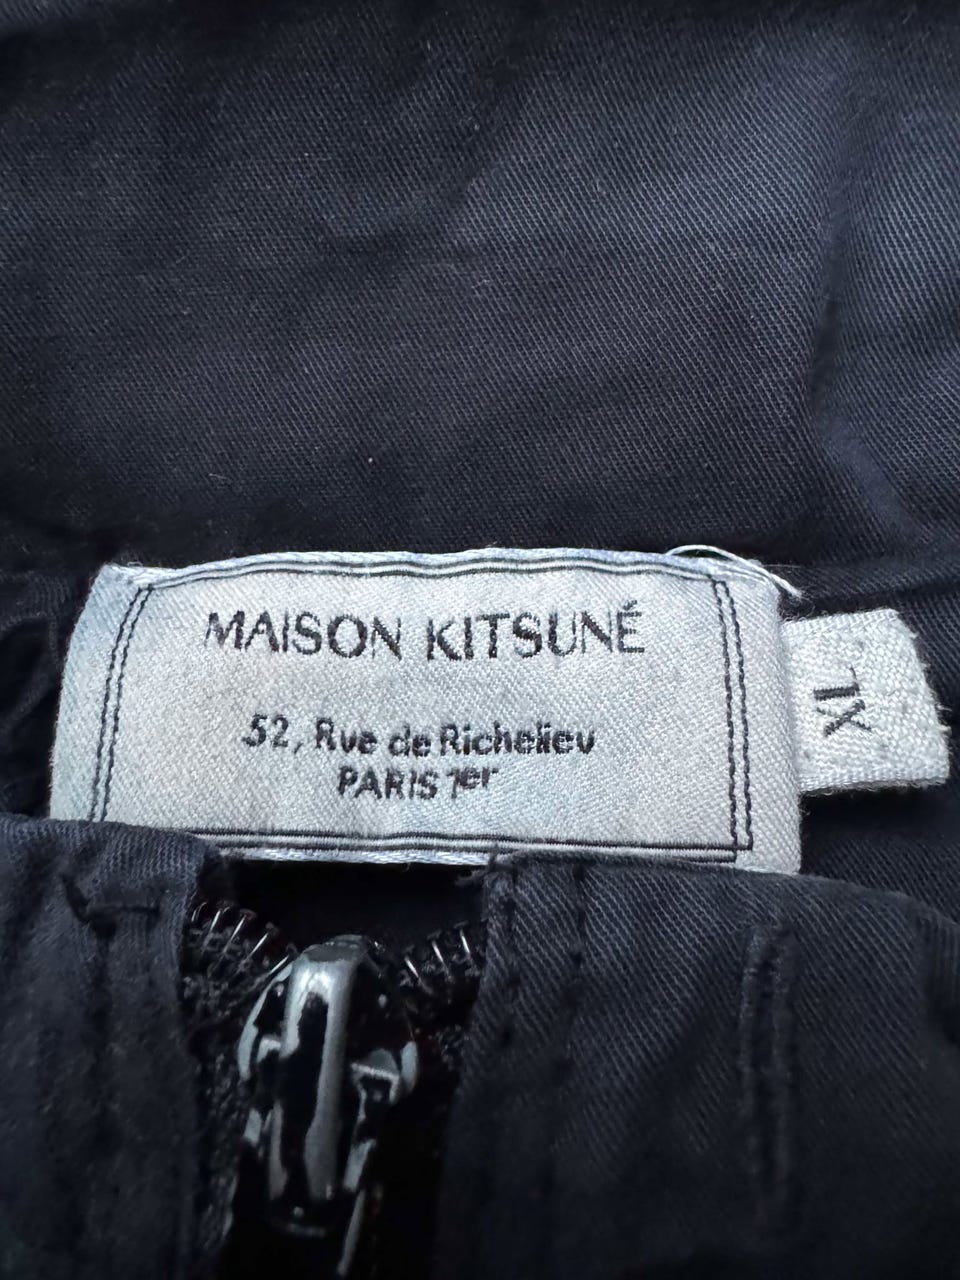 MAISON KITSUNÉ
52, Rue de Richelieu
PARIS 1er
XL